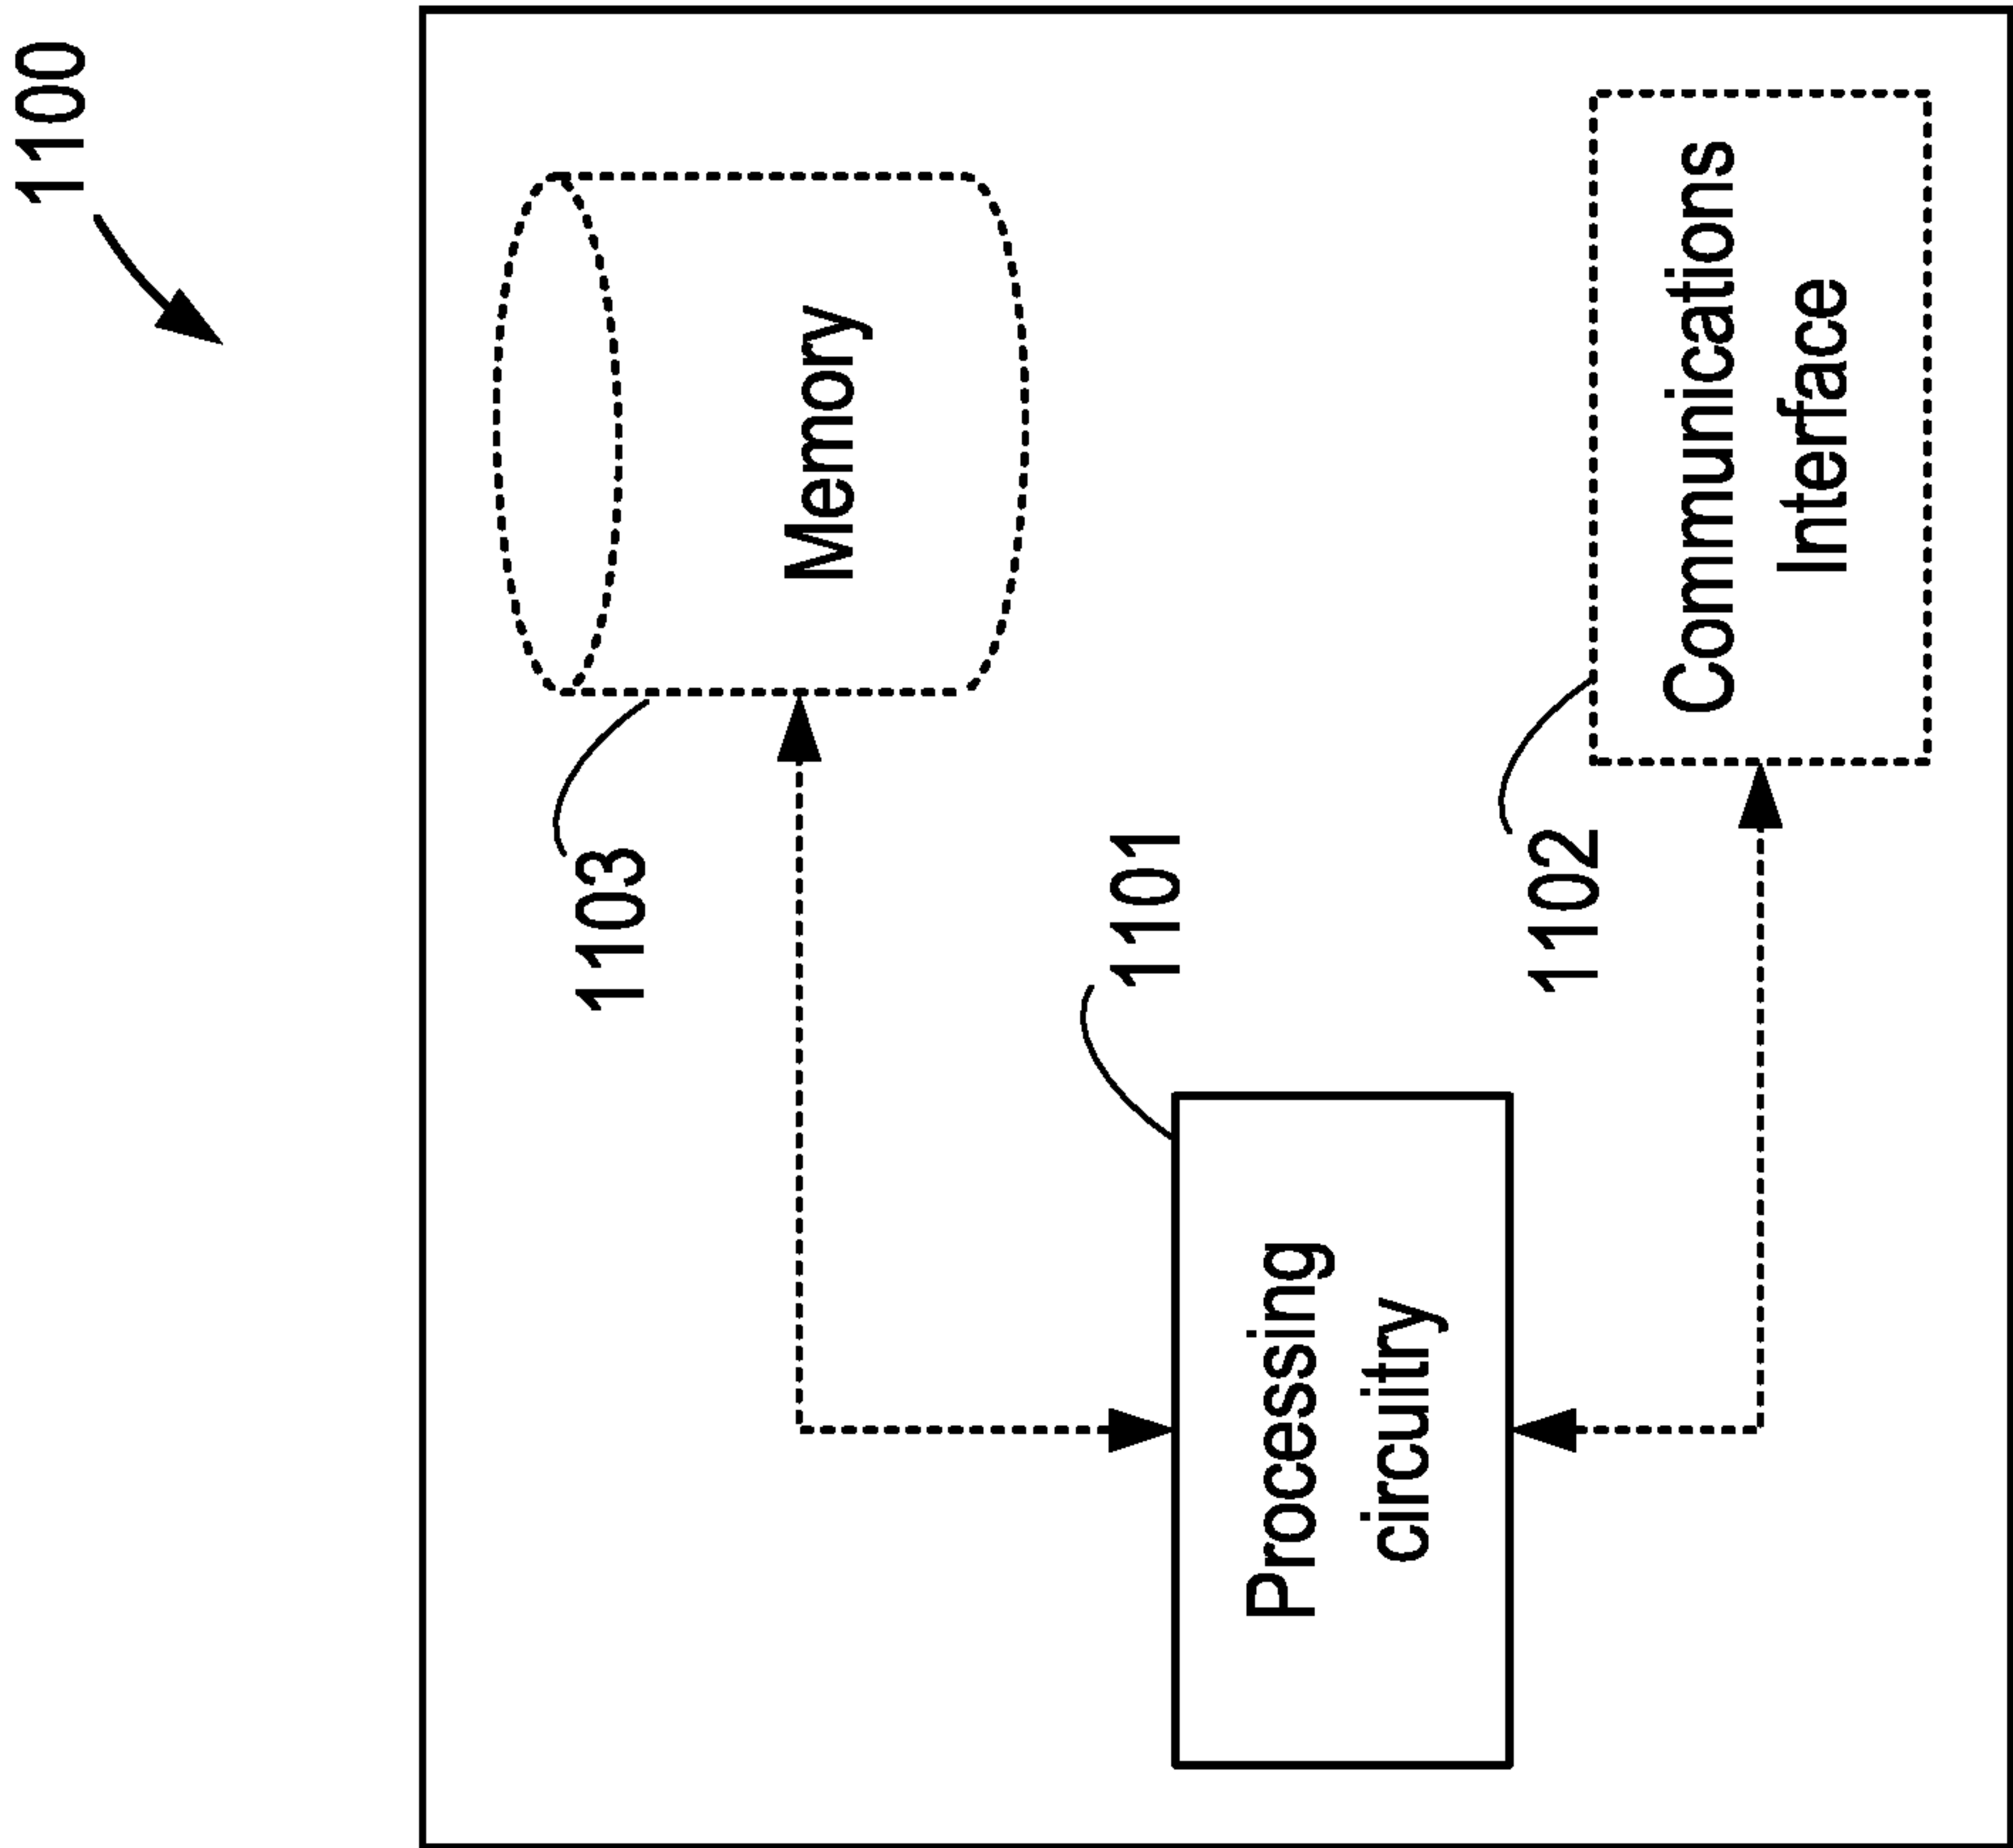 1100
1103
Memory
1101
Processing
circuitry
1102
Communications
Interface